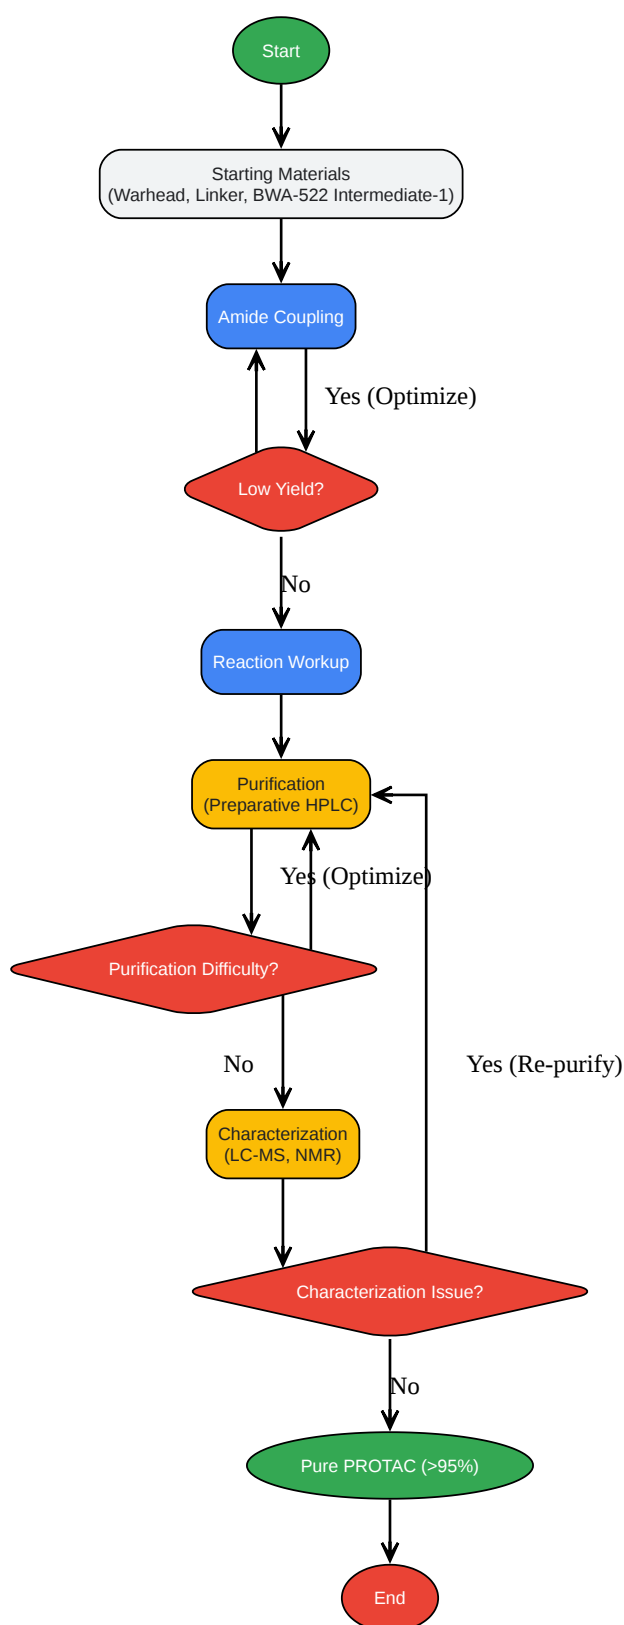 Start
Starting Materials
(Warhead, Linker, BWA-522 Intermediate-1)
Amide Coupling
Yes (Optimize)
Low Yield?
No
Reaction Workup
Purification
(Preparative HPLC)
Yes (Optimize)
Purification Difficulty?
No
Yes (Re-purify)
Characterization
(LC-MS, NMR)
Characterization Issue?
No
Pure PROTAC (>95%)
End